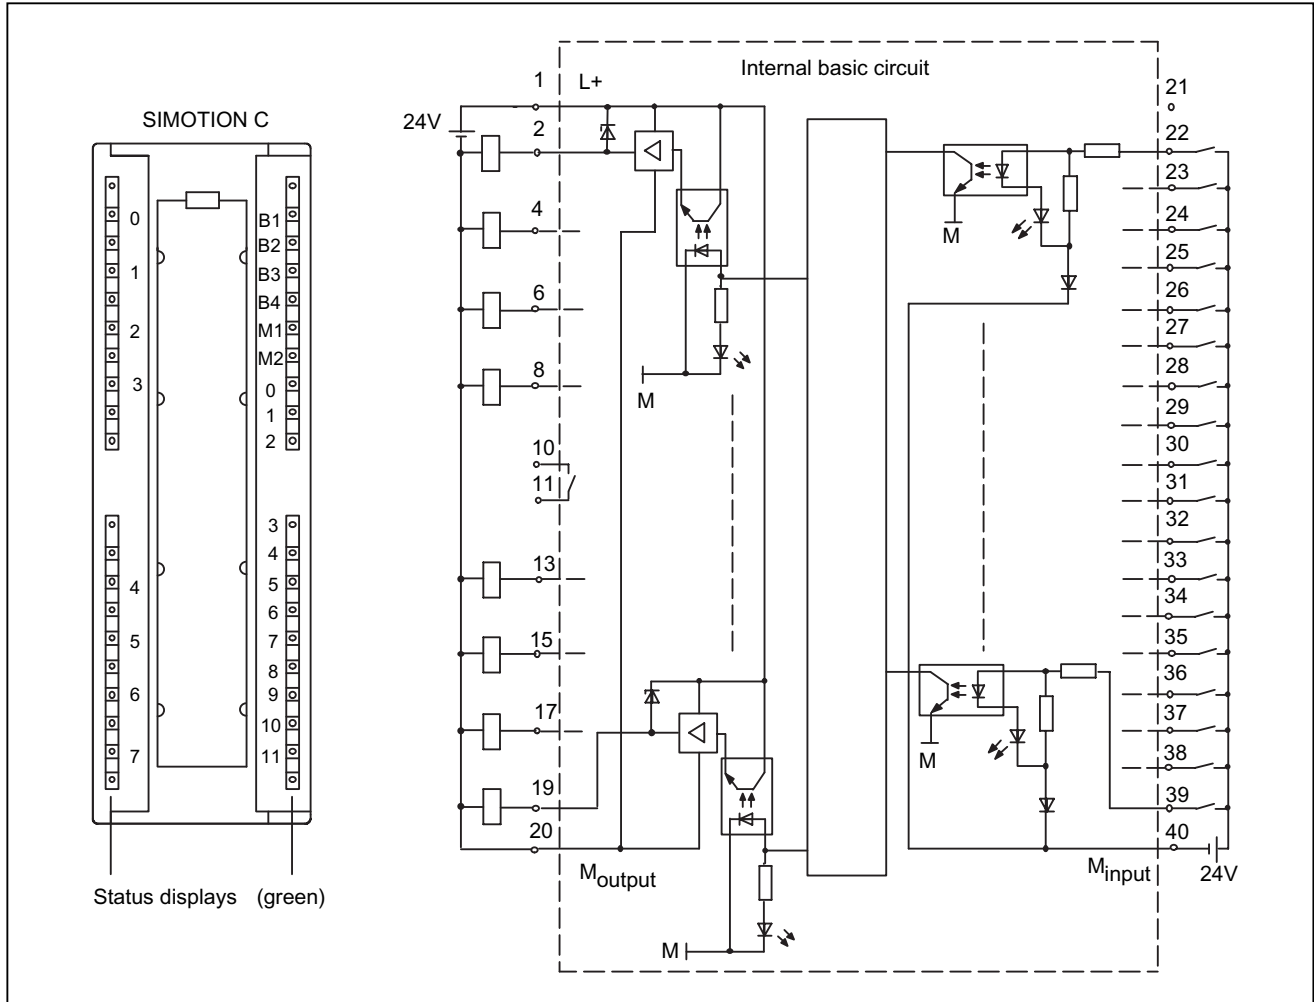 SIMOTION C
0
1
2
3
4
5
6
7
B1
B2
B3
B4
M1
M2
0
1
2
3
4
5
6
7
8
9
10
11
Status displays (green)
Internal basic circuit
24V
1 L+
2
4
6
8
10
11
13
15
17
19
20
Moutput
M
M
M
M
21
22
23
24
25
26
27
28
29
30
31
32
33
34
35
36
37
38
39
40
Minput
24V